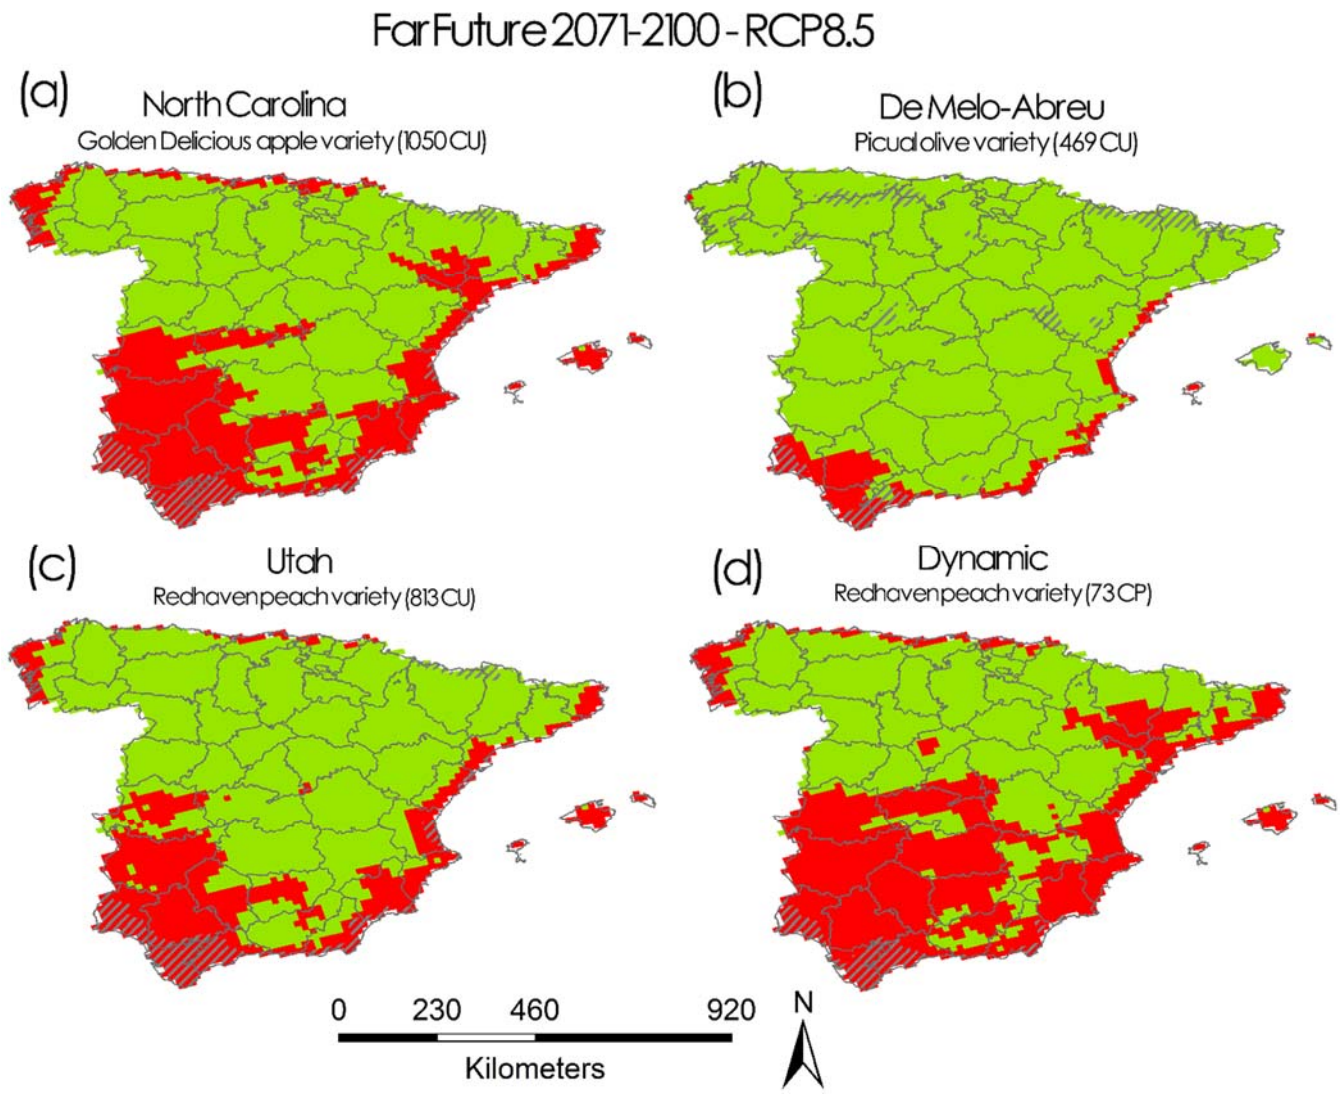 Far Future 2071-2100 - RCP8.5
(a)
North Carolina
Golden Delicious apple variety (1050 CU)
(b)
De Melo-Abreu
Picual olive variety (469 CU)
(c)
Utah
Redhaven peach variety (813 CU)
(d)
Dynamic
Redhaven peach variety (73 CP)
0 230 460 920
Kilometers
N